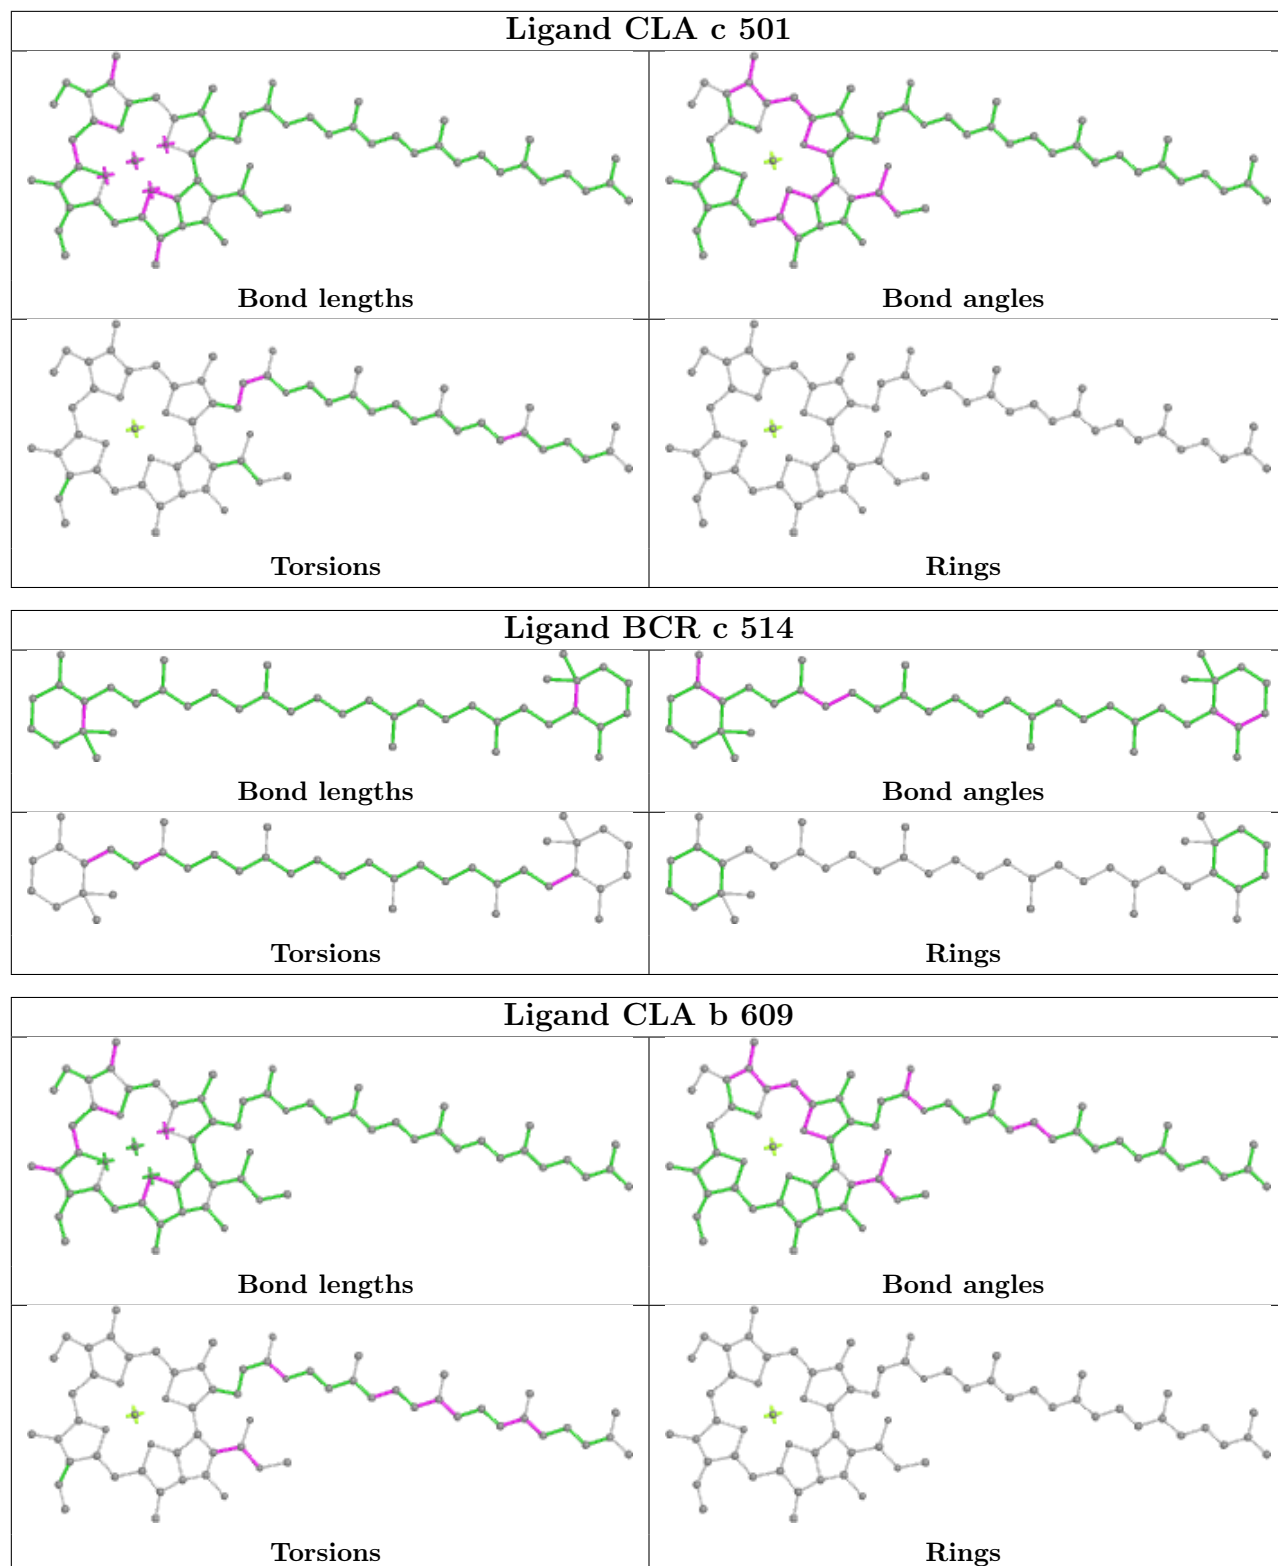 Ligand CLA c 501
Bond lengths
Bond angles
Torsions
Rings
Ligand BCR c 514
Bond lengths
Bond angles
Torsions
Rings
Ligand CLA b 609
Bond lengths
Bond angles
Torsions
Rings